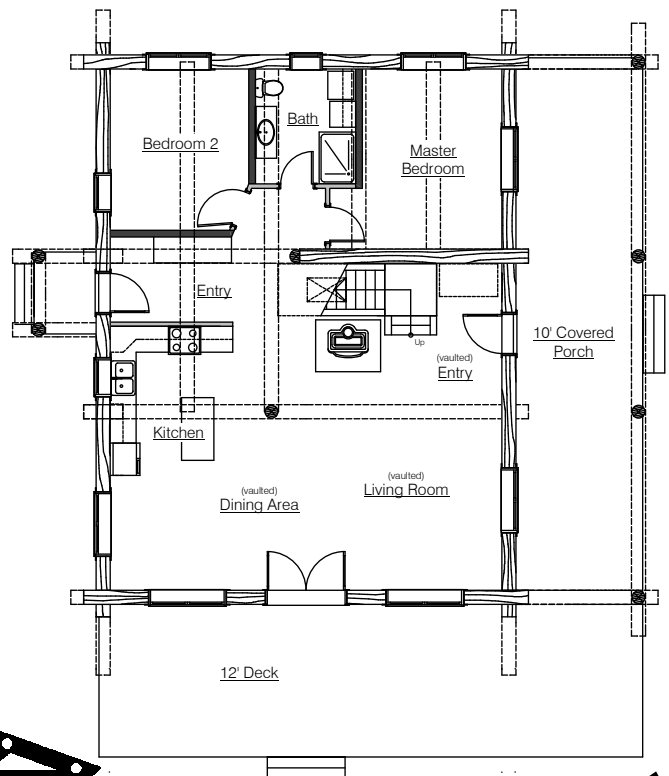 Bath
Bedroom 2
Master
Bedroom
Entry
10' Covered
Porch
Up
(vaulted)
Entry
Kitchen
(vaulted)
Living Room
(vaulted)
Dining Area
12' Deck